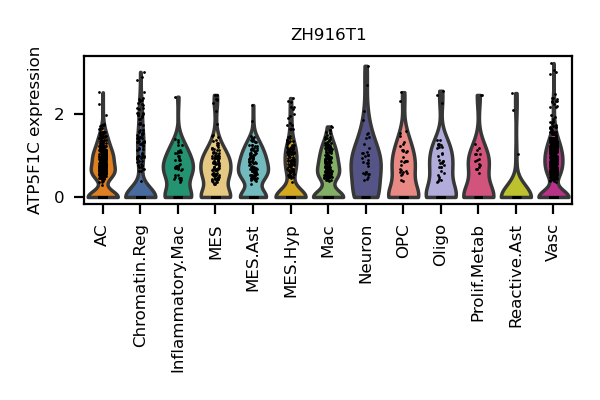 ZH916T1
ATP5F1C expression
2
0
AC
Chromatin.Reg
Inflammatory.Mac
MES
MES.Ast
MES.Hyp
Mac
Neuron
OPC
Oligo
Prolif.Metab
Reactive.Ast
Vasc